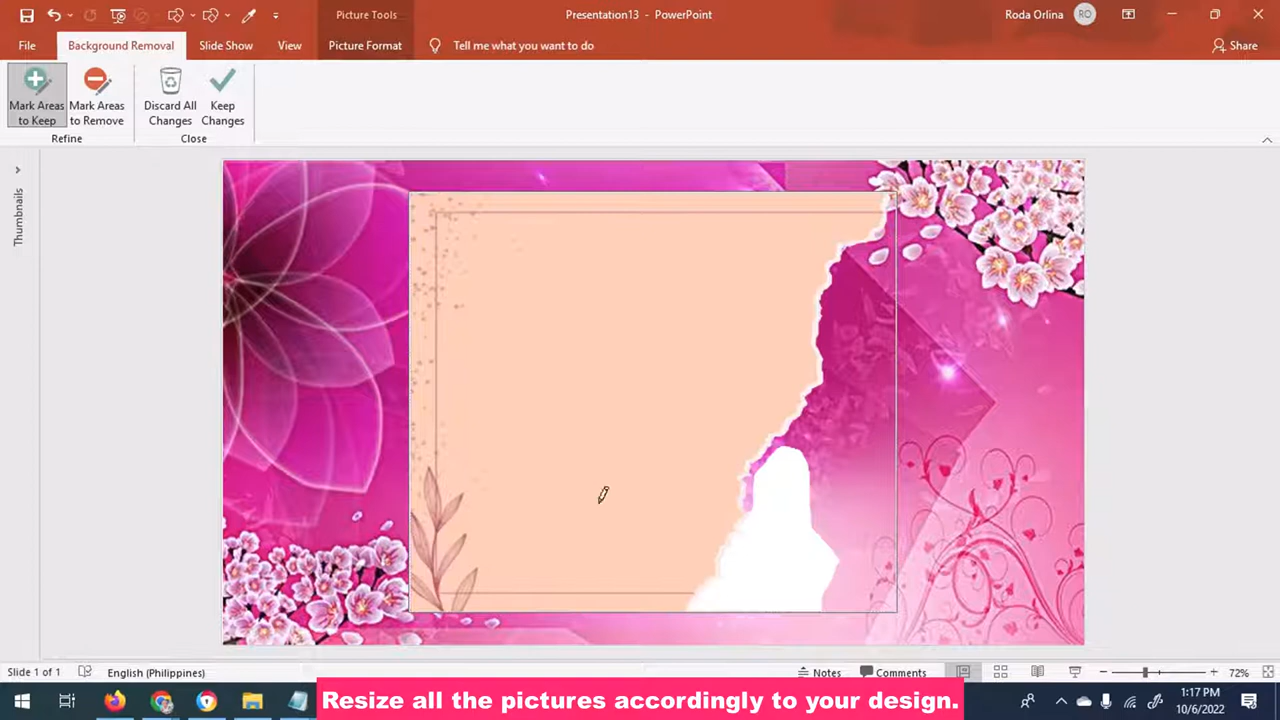 Picture Tools
Presentation13 - PowerPoint
Roda Orlina
RO
File
Background Removal
Slide Show
View
Picture Format
Tell me what you want to do
Share
Mark Areas to Keep
Mark Areas to Remove
Discard All Changes
Keep Changes
Refine
Close
Thumbnails
Slide 1 of 1
English (Philippines)
Notes
Comments
72%
1:17 PM
10/6/2022
Resize all the pictures accordingly to your design.